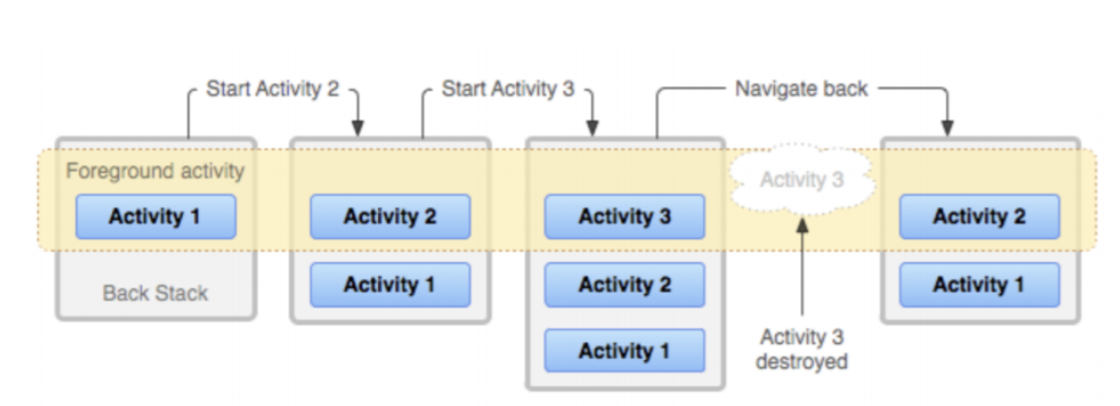 Start Activity 2
Start Activity 3
Navigate back
Foreground activity
Activity 1
Back Stack
Activity 2
Activity 1
Activity 3
Activity 2
Activity 1
Activity 3
Activity 3
destroyed
Activity 2
Activity 1